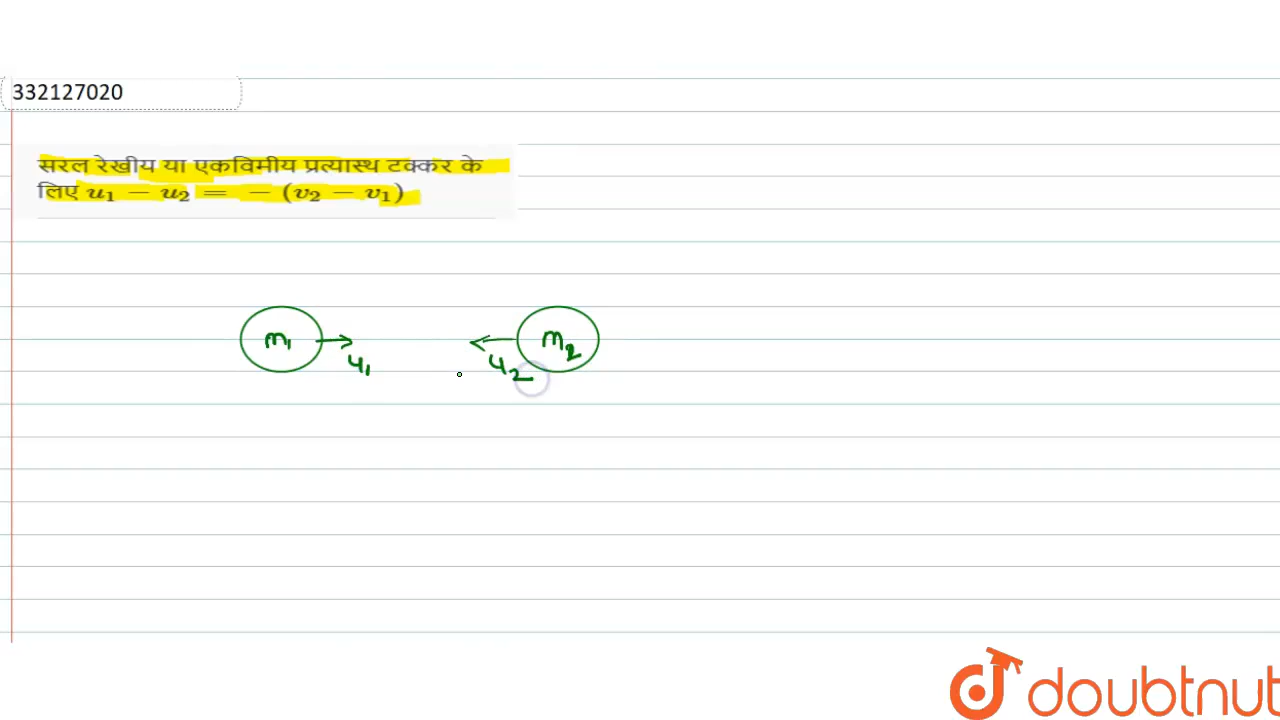 332127020
सरल रेखीय या एकविमीय प्रत्यास्थ टक्कर के
लिए u₁ − u₂ = − (v₂ − v₁)
m₁ m₂
u₁ u₂
doubtnut